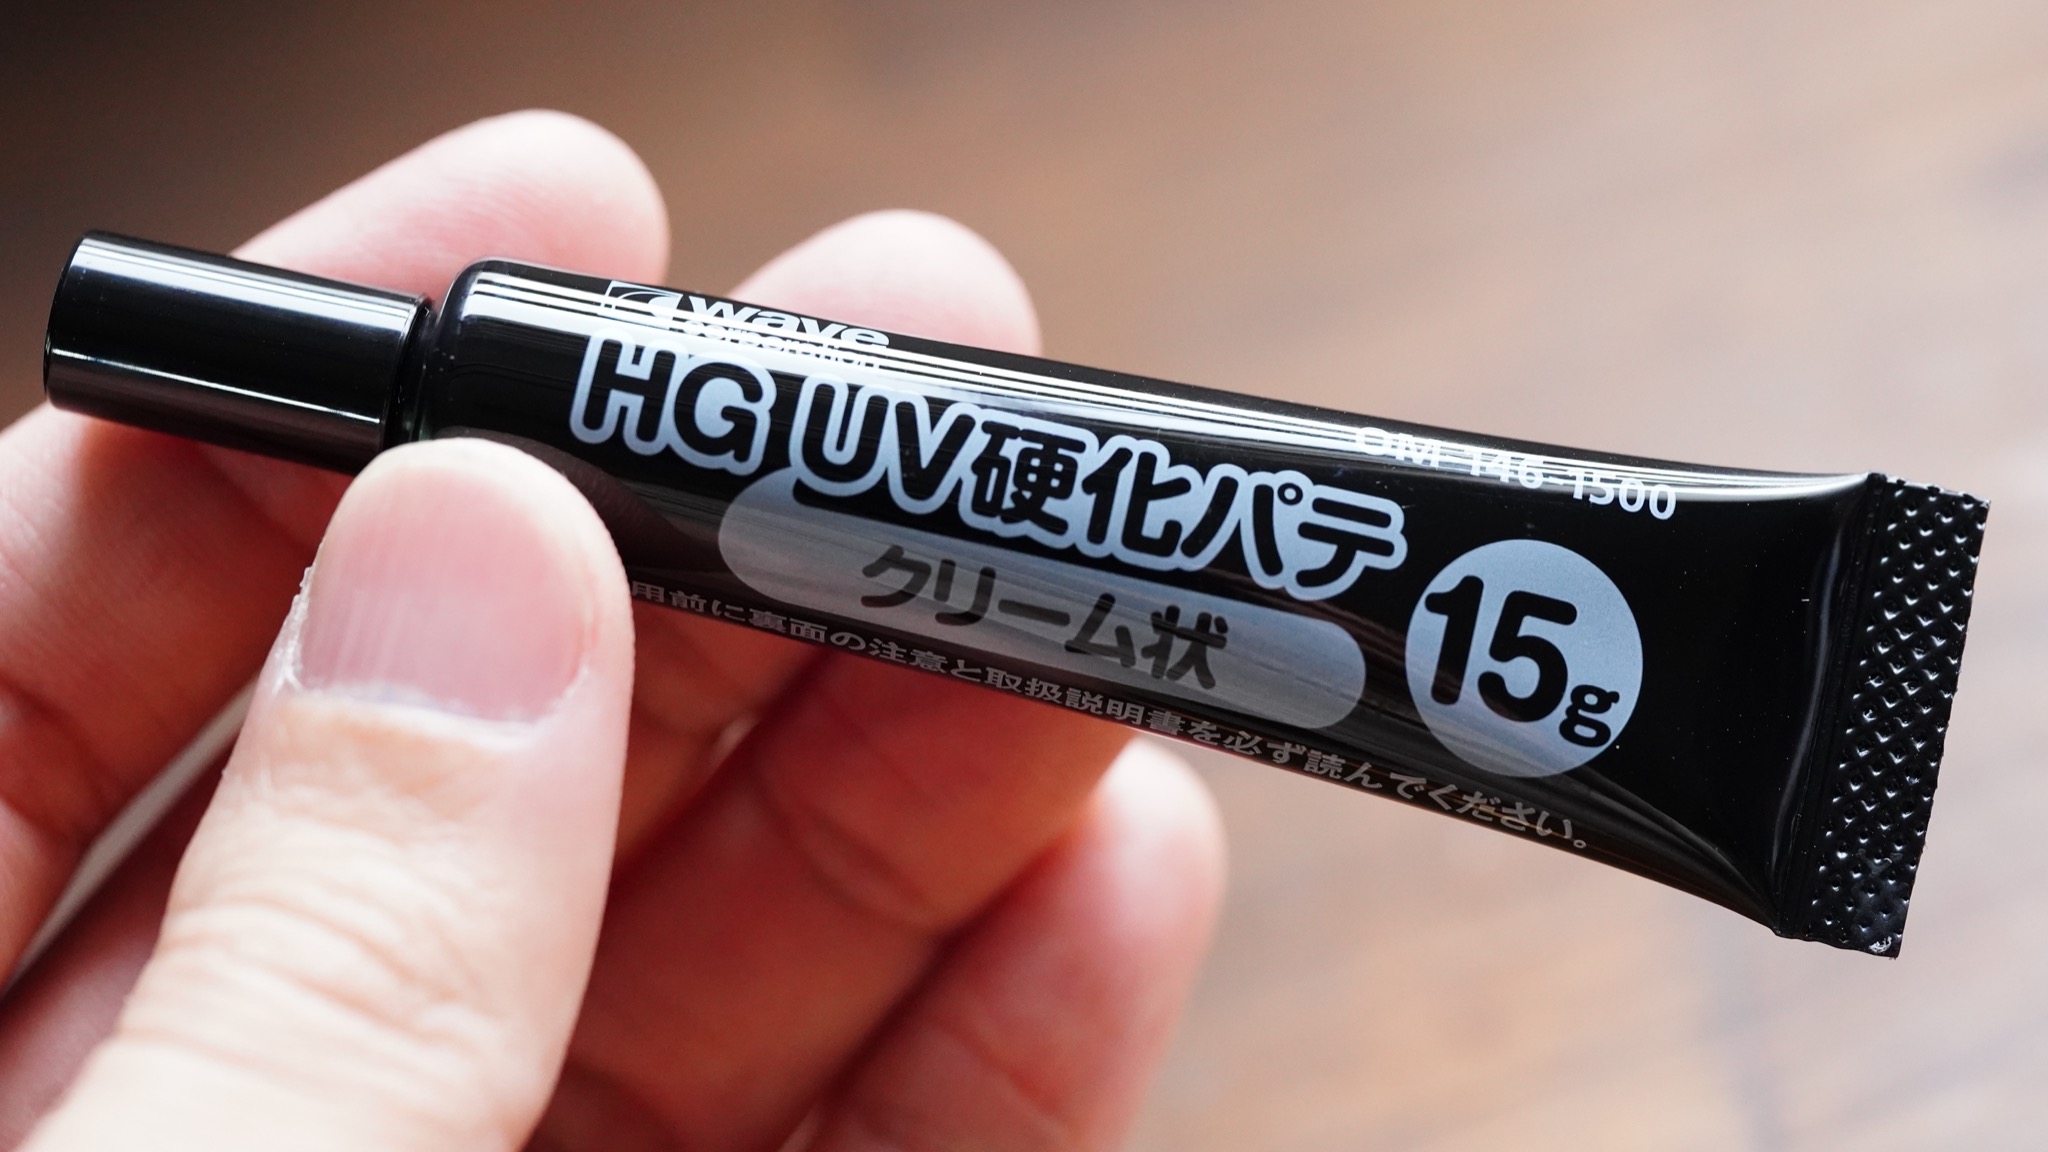 wave
corporation
HG UV硬化パテ
OM-146-1500
クリーム状
15g
用前に裏面の注意と取扱説明書を必ず読んでください。